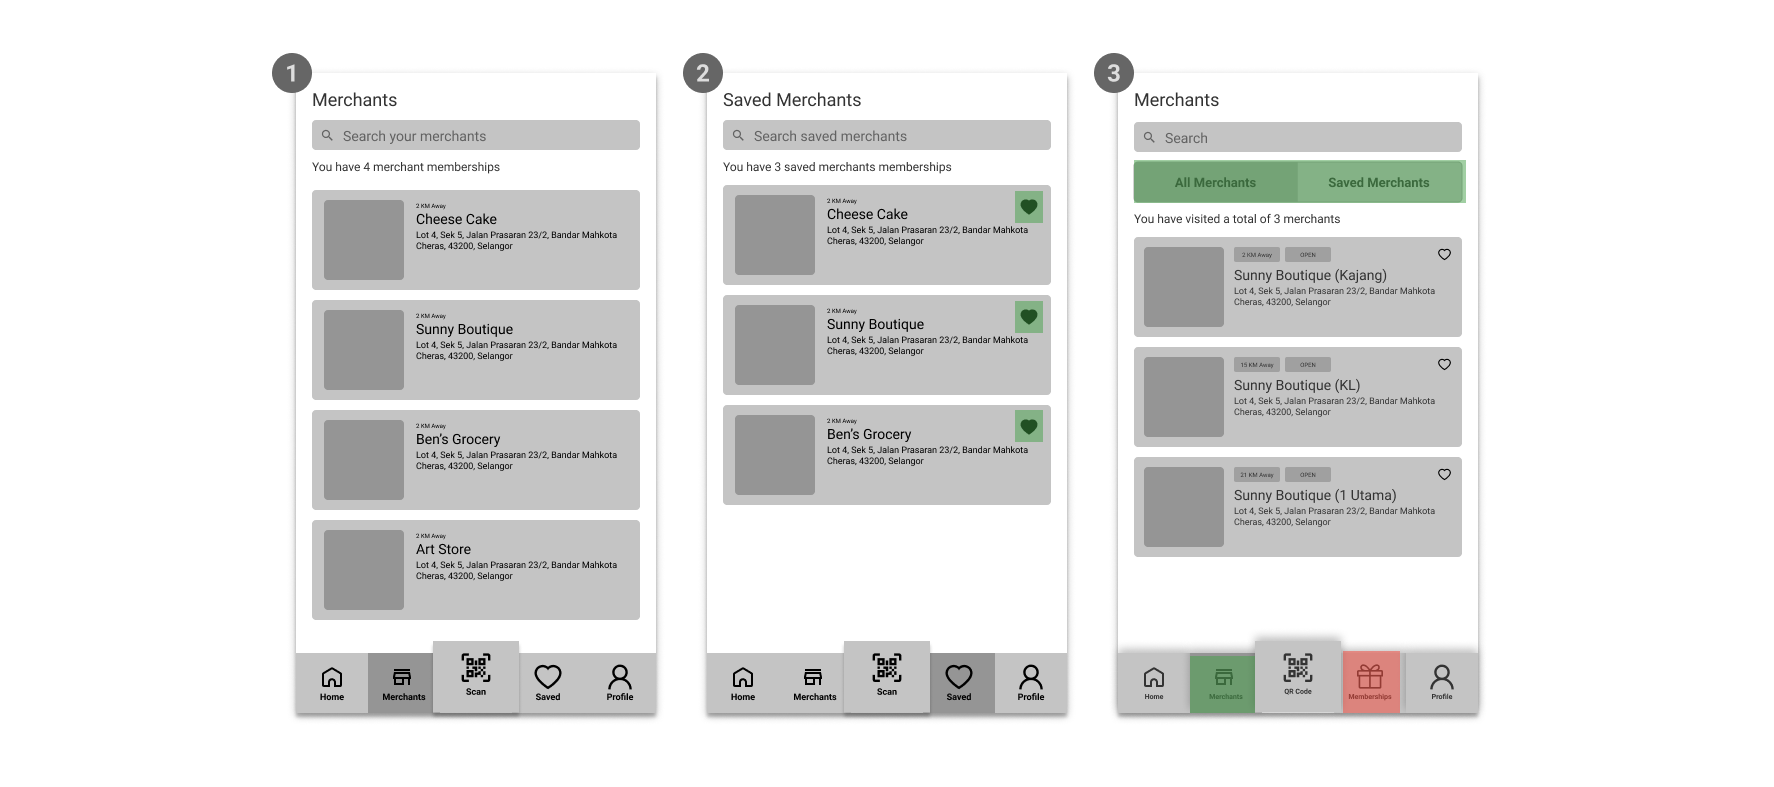 1
Merchants
Search your merchants
You have 4 merchant memberships
2 KM Away
Cheese Cake
Lot 4, Sek 5, Jalan Prasaran 23/2, Bandar Mahkota
Cheras, 43200, Selangor
2 KM Away
Sunny Boutique
Lot 4, Sek 5, Jalan Prasaran 23/2, Bandar Mahkota
Cheras, 43200, Selangor
2 KM Away
Ben's Grocery
Lot 4, Sek 5, Jalan Prasaran 23/2, Bandar Mahkota
Cheras, 43200, Selangor
2 KM Away
Art Store
Lot 4, Sek 5, Jalan Prasaran 23/2, Bandar Mahkota
Cheras, 43200, Selangor
Home
Merchants
Scan
Saved
Profile
2
Saved Merchants
Search saved merchants
You have 3 saved merchants memberships
2 KM Away
Cheese Cake
Lot 4, Sek 5, Jalan Prasaran 23/2, Bandar Mahkota
Cheras, 43200, Selangor
2 KM Away
Sunny Boutique
Lot 4, Sek 5, Jalan Prasaran 23/2, Bandar Mahkota
Cheras, 43200, Selangor
2 KM Away
Ben's Grocery
Lot 4, Sek 5, Jalan Prasaran 23/2, Bandar Mahkota
Cheras, 43200, Selangor
Home
Merchants
Scan
Saved
Profile
3
Merchants
Search
All Merchants
Saved Merchants
You have visited a total of 3 merchants
2 KM Away
OPEN
Sunny Boutique (Kajang)
Lot 4, Sek 5, Jalan Prasaran 23/2, Bandar Mahkota
Cheras, 43200, Selangor
15 KM Away
OPEN
Sunny Boutique (KL)
Lot 4, Sek 5, Jalan Prasaran 23/2, Bandar Mahkota
Cheras, 43200, Selangor
21 KM Away
OPEN
Sunny Boutique (1 Utama)
Lot 4, Sek 5, Jalan Prasaran 23/2, Bandar Mahkota
Cheras, 43200, Selangor
Home
Merchants
QR Code
Memberships
Profile